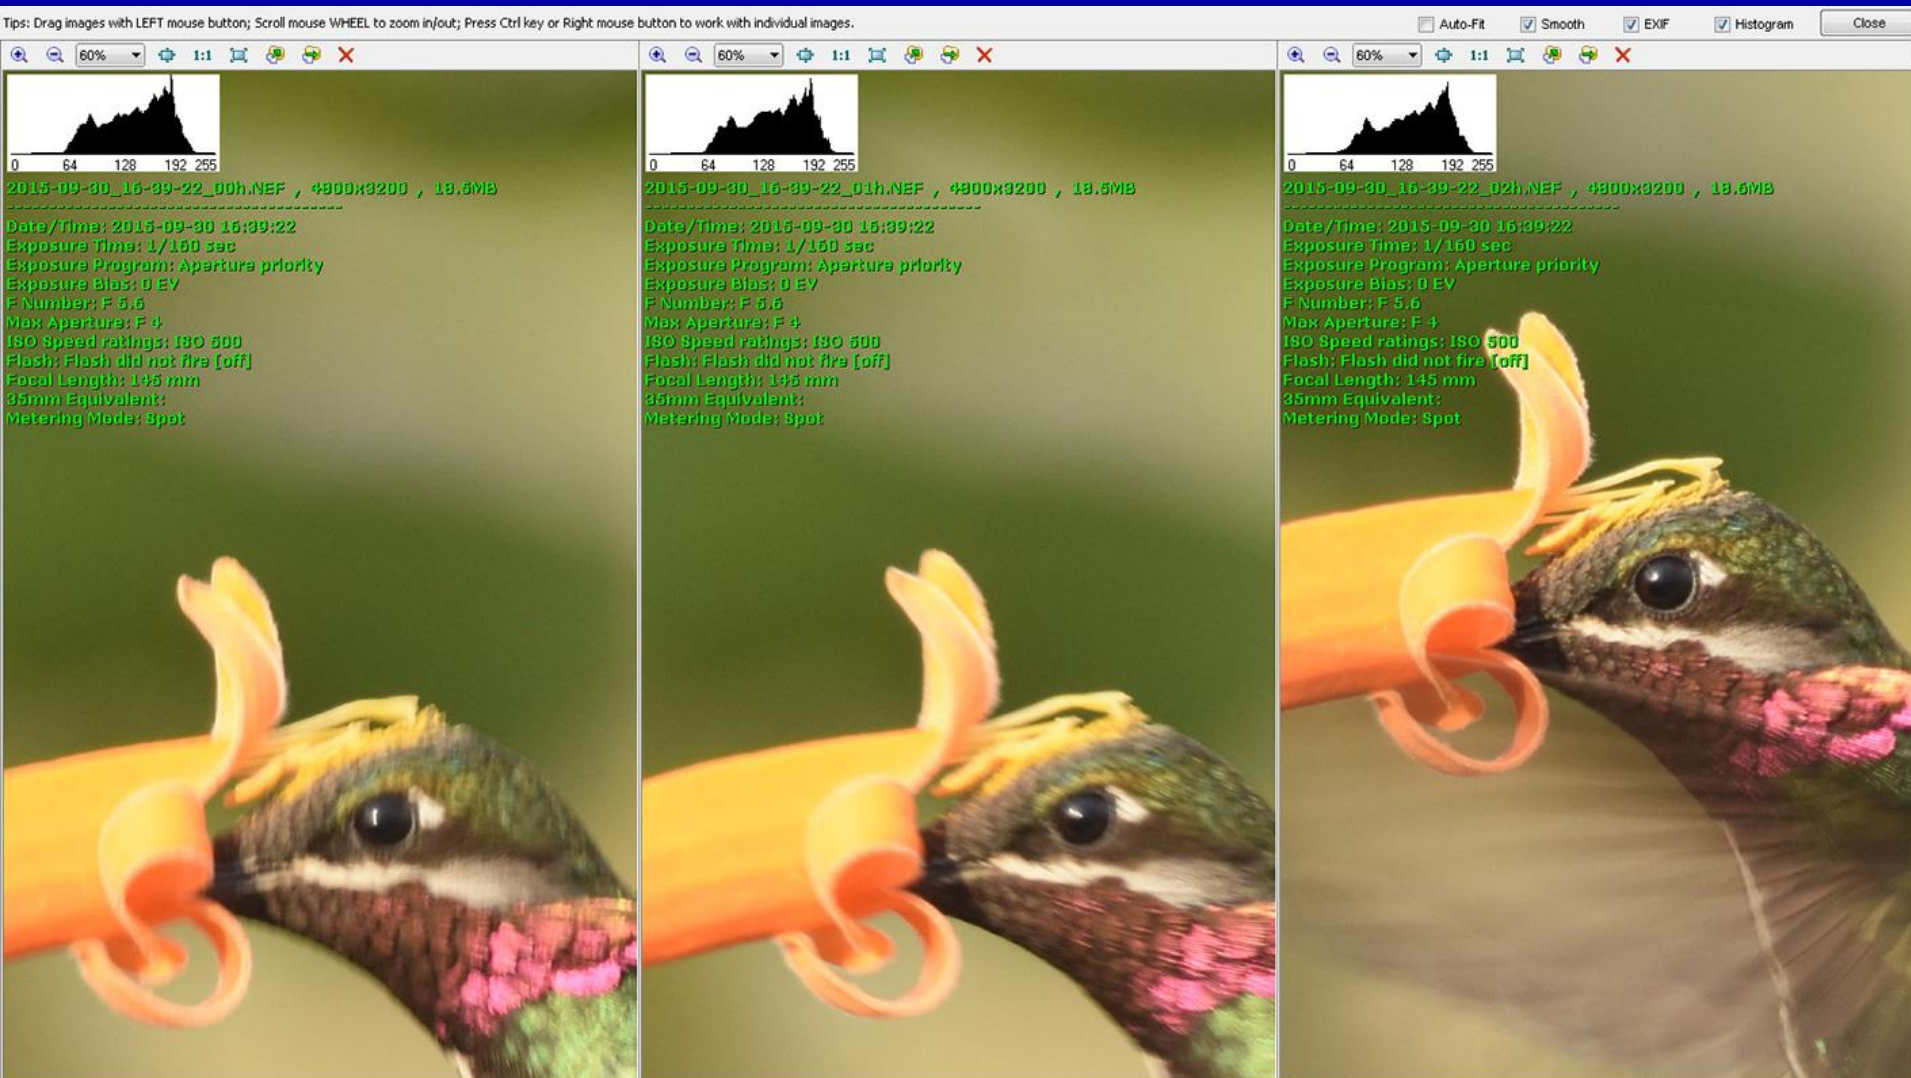 Tips: Drag images with LEFT mouse button; Scroll mouse WHEEL to zoom in/out; Press Ctrl key or Right mouse button to work with individual images.
Auto-Fit Smooth EXIF Histogram Close
60% 1:1
0 64 128 192 255
2015-09-30_16-39-22_00h.NEF , 4800x3200 , 18.5MB
----------------------------------------
Date/Time: 2015-09-30 16:39:22
Exposure Time: 1/160 sec
Exposure Program: Aperture priority
Exposure Bias: 0 EV
F Number: F 5.6
Max Aperture: F 4
ISO Speed ratings: ISO 500
Flash: Flash did not fire [off]
Focal Length: 145 mm
35mm Equivalent:
Metering Mode: Spot
60% 1:1
0 64 128 192 255
2015-09-30_16-39-22_01h.NEF , 4800x3200 , 18.5MB
----------------------------------------
Date/Time: 2015-09-30 16:39:22
Exposure Time: 1/160 sec
Exposure Program: Aperture priority
Exposure Bias: 0 EV
F Number: F 5.6
Max Aperture: F 4
ISO Speed ratings: ISO 500
Flash: Flash did not fire [off]
Focal Length: 145 mm
35mm Equivalent:
Metering Mode: Spot
60% 1:1
0 64 128 192 255
2015-09-30_16-39-22_02h.NEF , 4800x3200 , 18.6MB
----------------------------------------
Date/Time: 2015-09-30 16:39:22
Exposure Time: 1/160 sec
Exposure Program: Aperture priority
Exposure Bias: 0 EV
F Number: F 5.6
Max Aperture: F 4
ISO Speed ratings: ISO 500
Flash: Flash did not fire [off]
Focal Length: 145 mm
35mm Equivalent:
Metering Mode: Spot